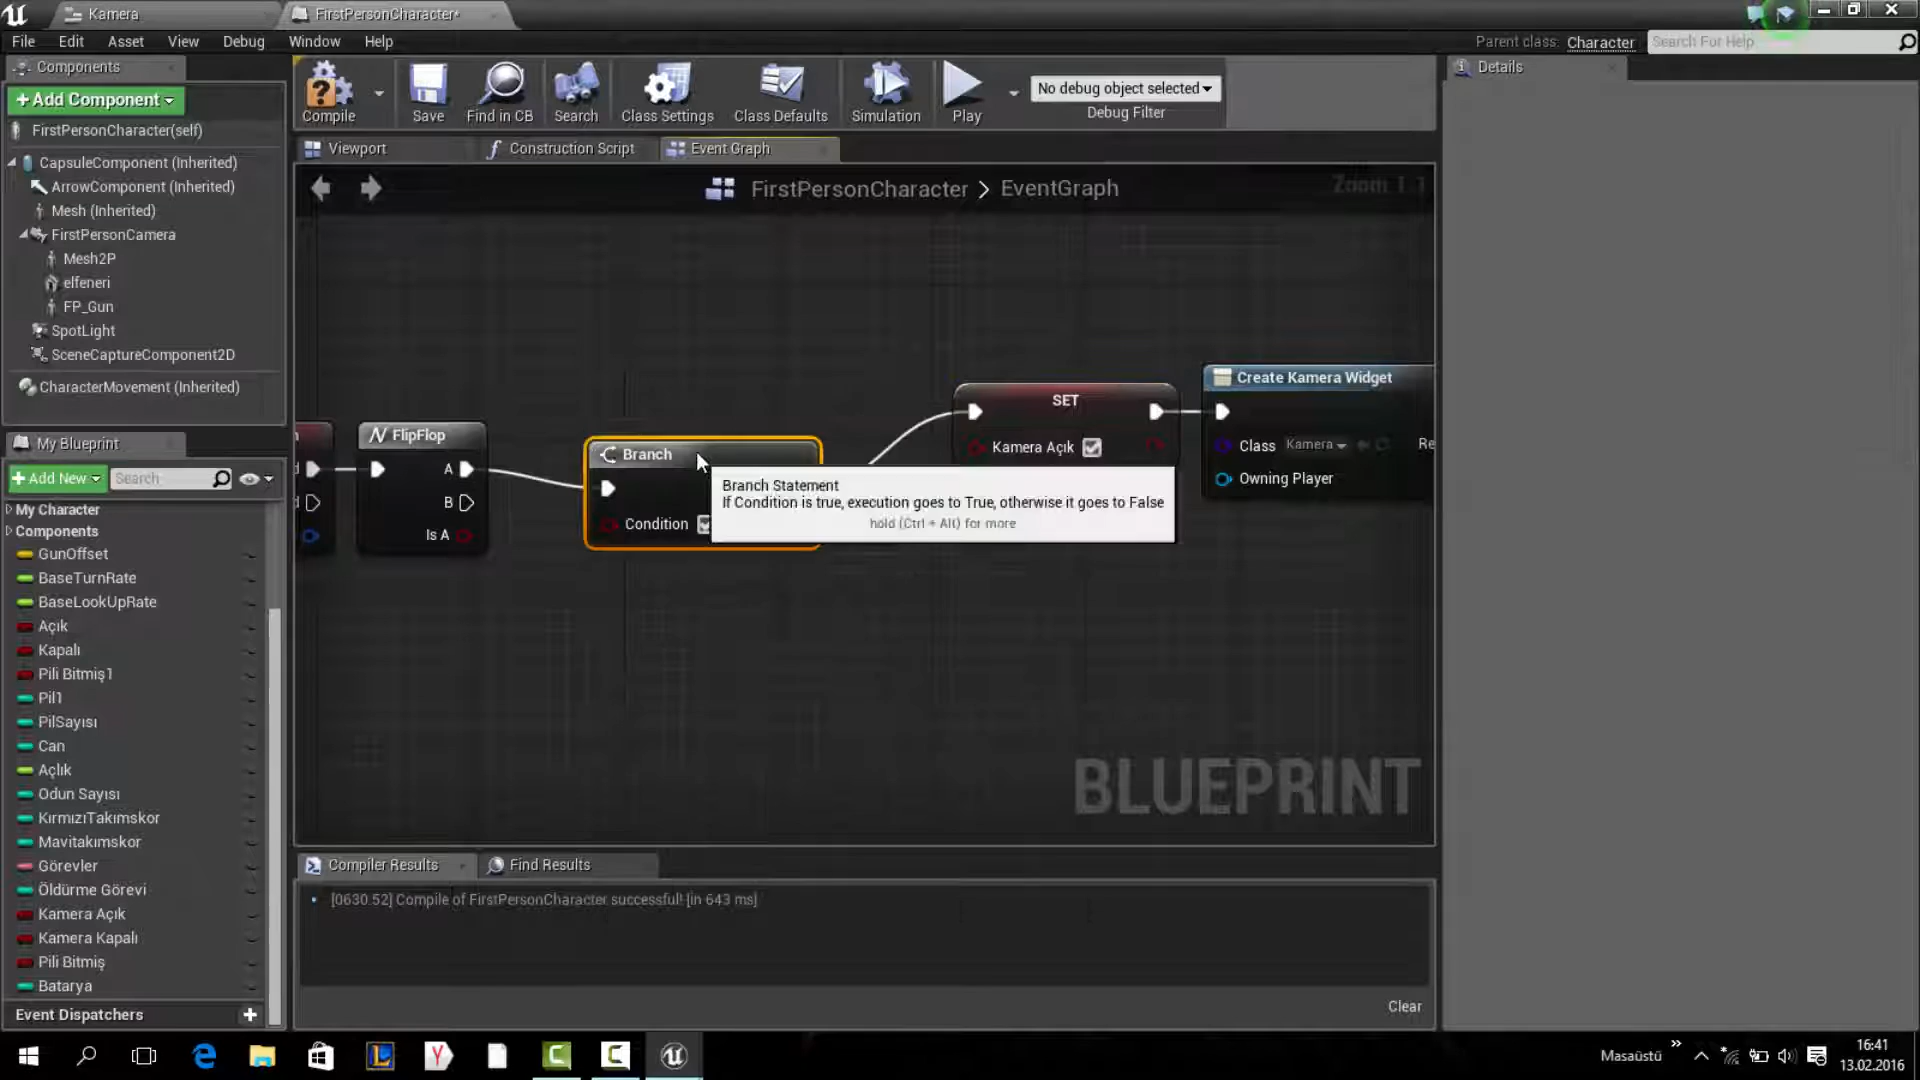 Kamera
FirstPersonCharacter*
File Edit Asset View Debug Window Help
Parent class: Character
Search For Help
Components
+Add Component
FirstPersonCharacter(self)
CapsuleComponent (Inherited)
ArrowComponent (Inherited)
Mesh (Inherited)
FirstPersonCamera
Mesh2P
elfeneri
FP_Gun
SpotLight
SceneCaptureComponent2D
CharacterMovement (Inherited)
Compile
Save
Find in CB
Search
Class Settings
Class Defaults
Simulation
Play
No debug object selected
Debug Filter
Details
Viewport
Construction Script
Event Graph
FirstPersonCharacter > EventGraph
Zoom 1:1
FlipFlop
A
B
Is A
Branch
Condition
Branch Statement
If Condition is true, execution goes to True, otherwise it goes to False
hold (Ctrl + Alt) for more
SET
Kamera Açık
Create Kamera Widget
Class Kamera
Re
Owning Player
BLUEPRINT
My Blueprint
+Add New
Search
My Character
Components
GunOffset
BaseTurnRate
BaseLookUpRate
Açık
Kapalı
Pili Bitmiş1
Pil1
PilSayısı
Can
Açlık
Odun Sayısı
KırmızıTakımskor
Mavitakımskor
Görevler
Öldürme Görevi
Kamera Açık
Kamera Kapalı
Pili Bitmiş
Batarya
Event Dispatchers
Compiler Results
Find Results
[0630.52] Compile of FirstPersonCharacter successful! [in 643 ms]
Clear
Masaüstü
16:41
13.02.2016